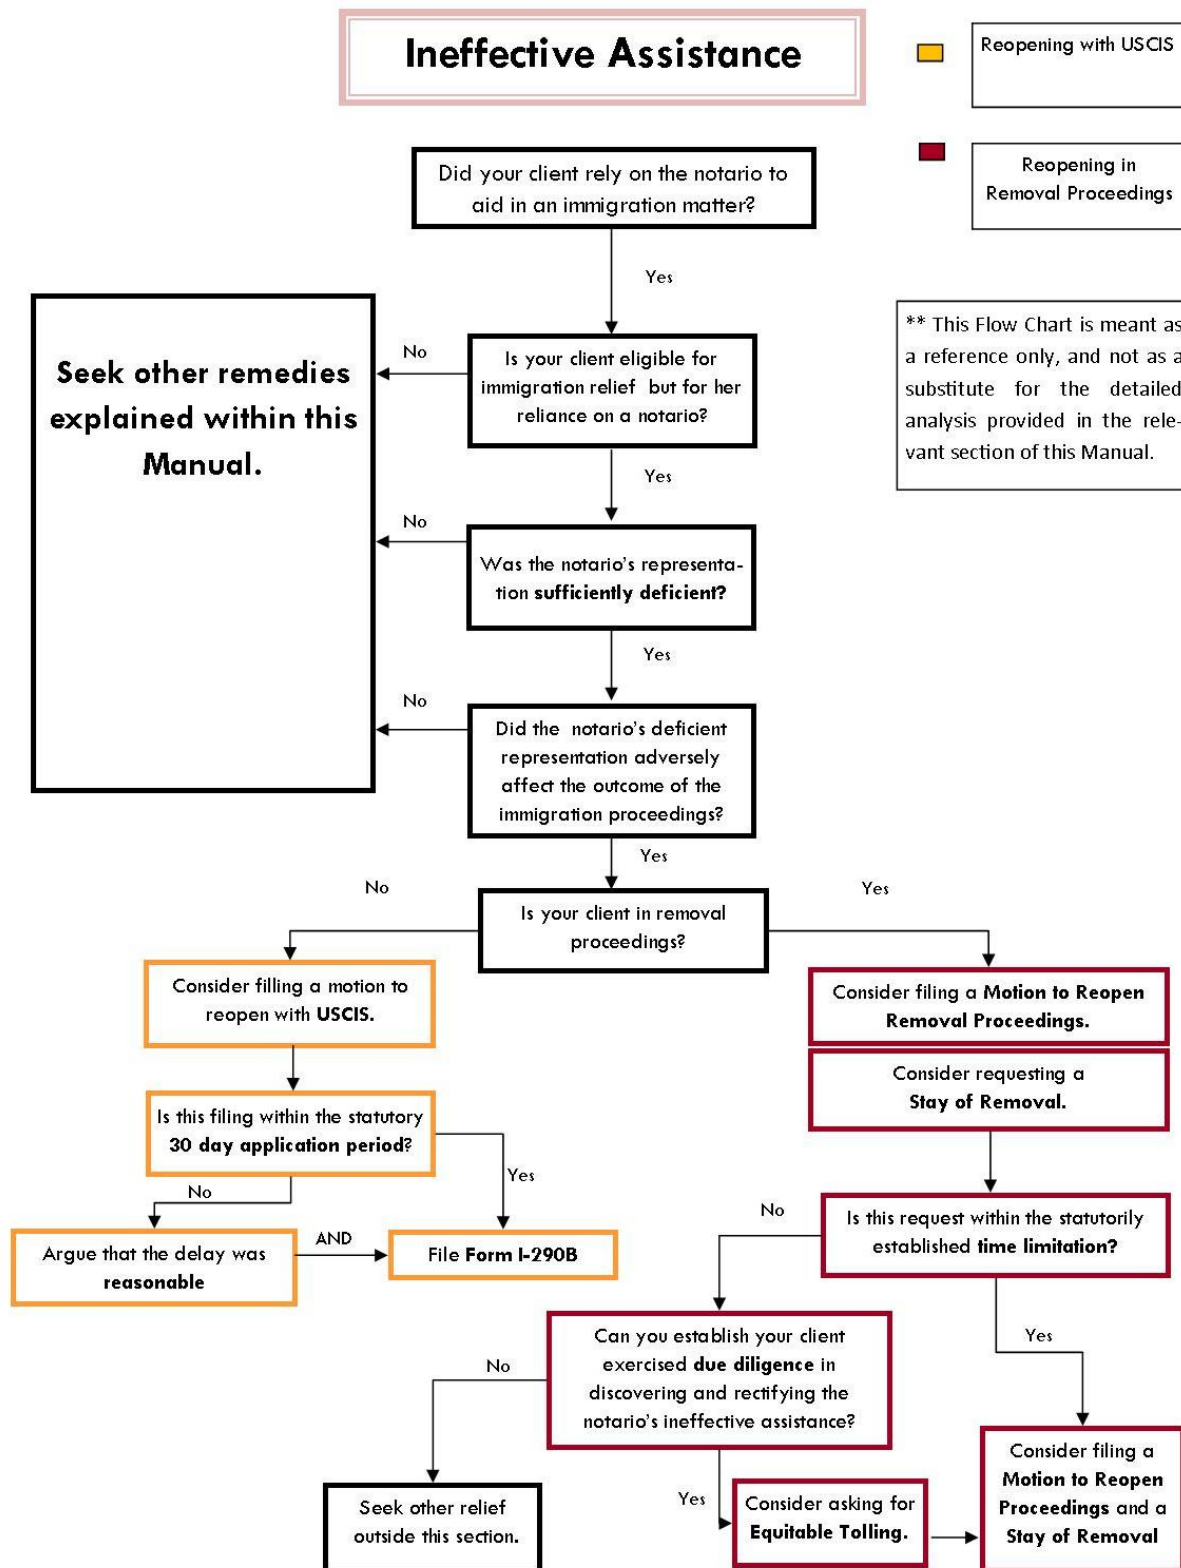 Ineffective Assistance
Reopening with USCIS
Reopening in
Removal Proceedings
Did your client rely on the notario to
aid in an immigration matter?
Yes
** This Flow Chart is meant as
a reference only, and not as a
substitute for the detailed
analysis provided in the rele-
vant section of this Manual.
Seek other remedies
explained within this
Manual.
No
Is your client eligible for
immigration relief but for her
reliance on a notario?
Yes
No
Was the notario's representa-
tion sufficiently deficient?
Yes
No
Did the notario's deficient
representation adversely
affect the outcome of the
immigration proceedings?
Yes
No
Is your client in removal
proceedings?
Yes
Consider filling a motion to
reopen with USCIS.
Is this filing within the statutory
30 day application period?
No
Yes
Argue that the delay was
reasonable
AND
File Form I-290B
Consider filing a Motion to Reopen
Removal Proceedings.
Consider requesting a
Stay of Removal.
No
Is this request within the statutorily
established time limitation?
Yes
Can you establish your client
exercised due diligence in
discovering and rectifying the
notario's ineffective assistance?
No
Seek other relief
outside this section.
Yes
Consider asking for
Equitable Tolling.
Consider filing a
Motion to Reopen
Proceedings and a
Stay of Removal